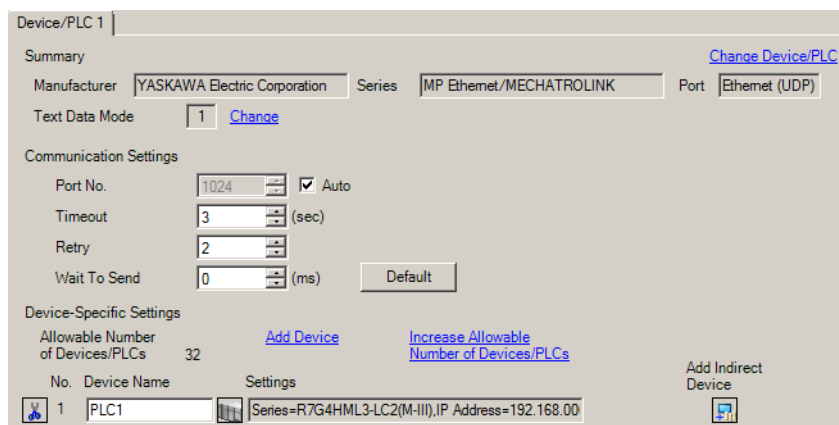 Device/PLC 1
Summary
Change Device/PLC
Manufacturer YASKAWA Electric Corporation Series MP Ethernet/MECHATROLINK Port Ethernet (UDP)
Text Data Mode 1 Change
Communication Settings
Port No. 1024 Auto
Timeout 3 (sec)
Retry 2
Wait To Send 0 (ms) Default
Device-Specific Settings
Allowable Number
of Devices/PLCs 32
Add Device
Increase Allowable
Number of Devices/PLCs
Add Indirect
Device
No. Device Name Settings
1 PLC1 Series=R7G4HML3-LC2(M-III),IP Address=192.168.00